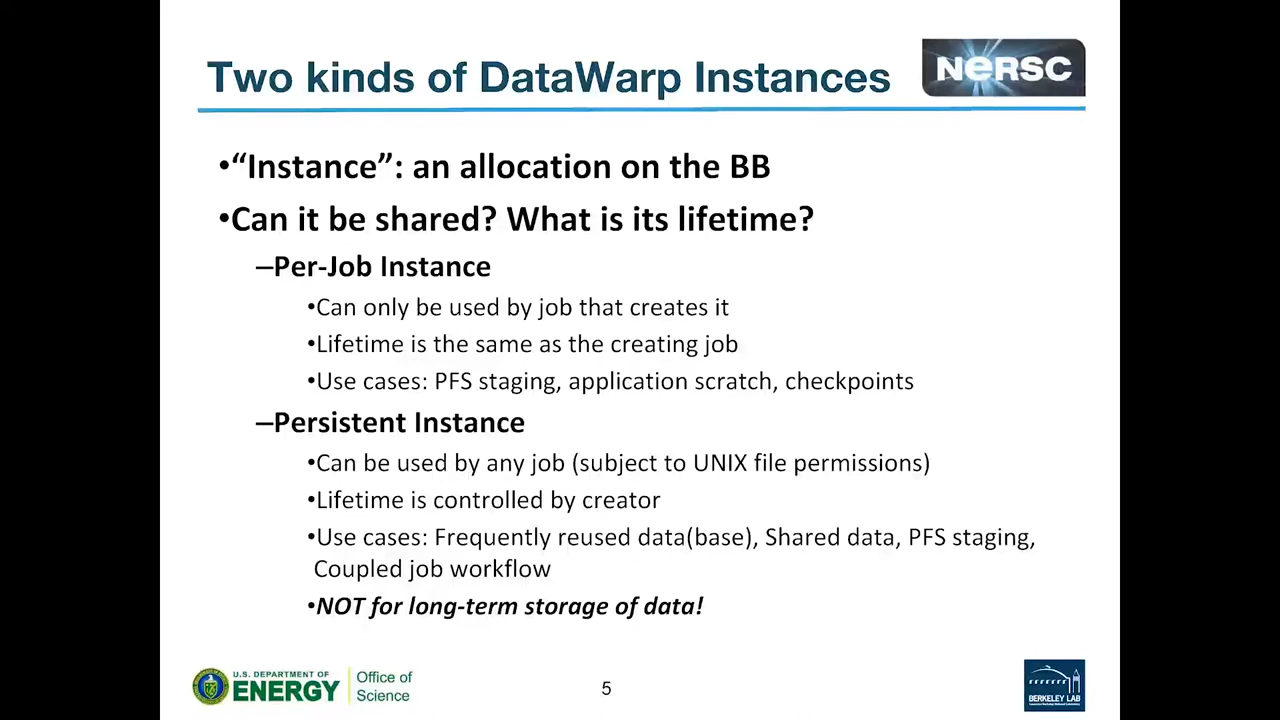 Two kinds of DataWarp Instances
NERSC
•“Instance”: an allocation on the BB
•Can it be shared? What is its lifetime?
–Per-Job Instance
•Can only be used by job that creates it
•Lifetime is the same as the creating job
•Use cases: PFS staging, application scratch, checkpoints
–Persistent Instance
•Can be used by any job (subject to UNIX file permissions)
•Lifetime is controlled by creator
•Use cases: Frequently reused data(base), Shared data, PFS staging,
Coupled job workflow
•NOT for long-term storage of data!
U.S. DEPARTMENT OF
ENERGY
Office of
Science
5
BERKELEY LAB